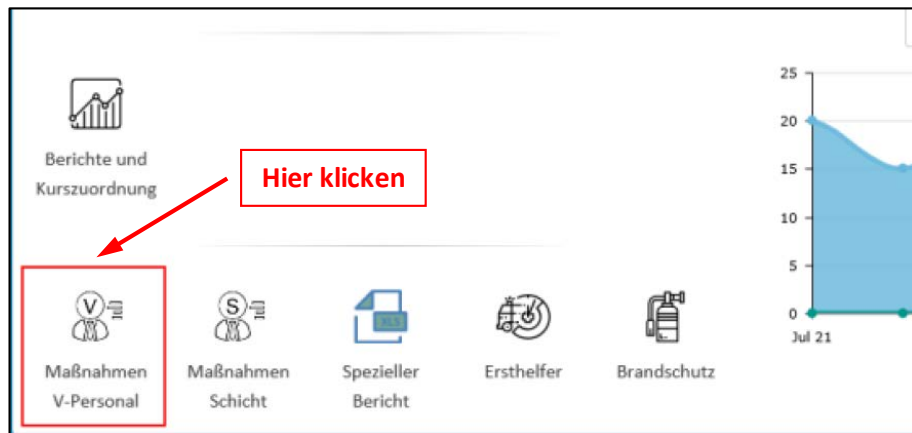 Berichte und
Kurszuordnung
Hier klicken
V
Maßnahmen
V-Personal
S
Maßnahmen
Schicht
XLS
Spezieller
Bericht
Ersthelfer
Brandschutz
25
20
15
10
5
0
Jul 21